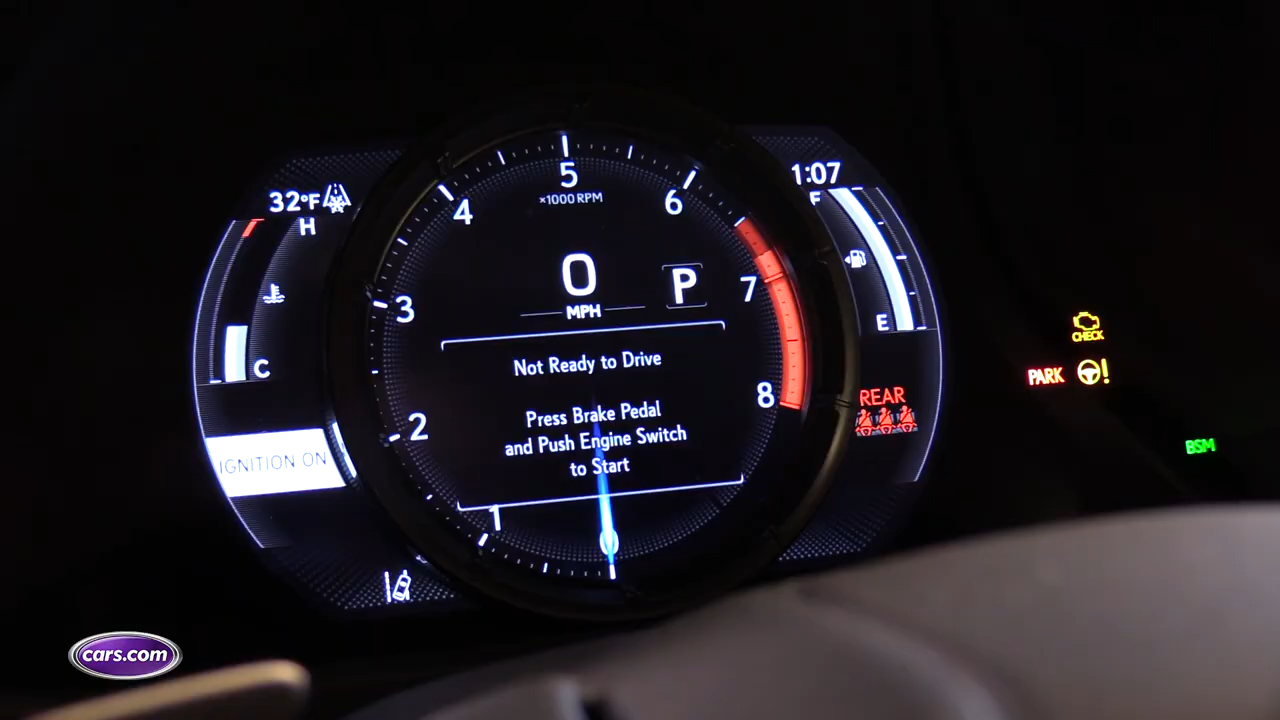 32°F
1:07
H
C
4
5
×1000 RPM
6
3
2
1
0
7
8
0
MPH
P
F
E
Not Ready to Drive
Press Brake Pedal
and Push Engine Switch
to Start
IGNITION ON
REAR
CHECK
PARK
!
BSM
cars.com